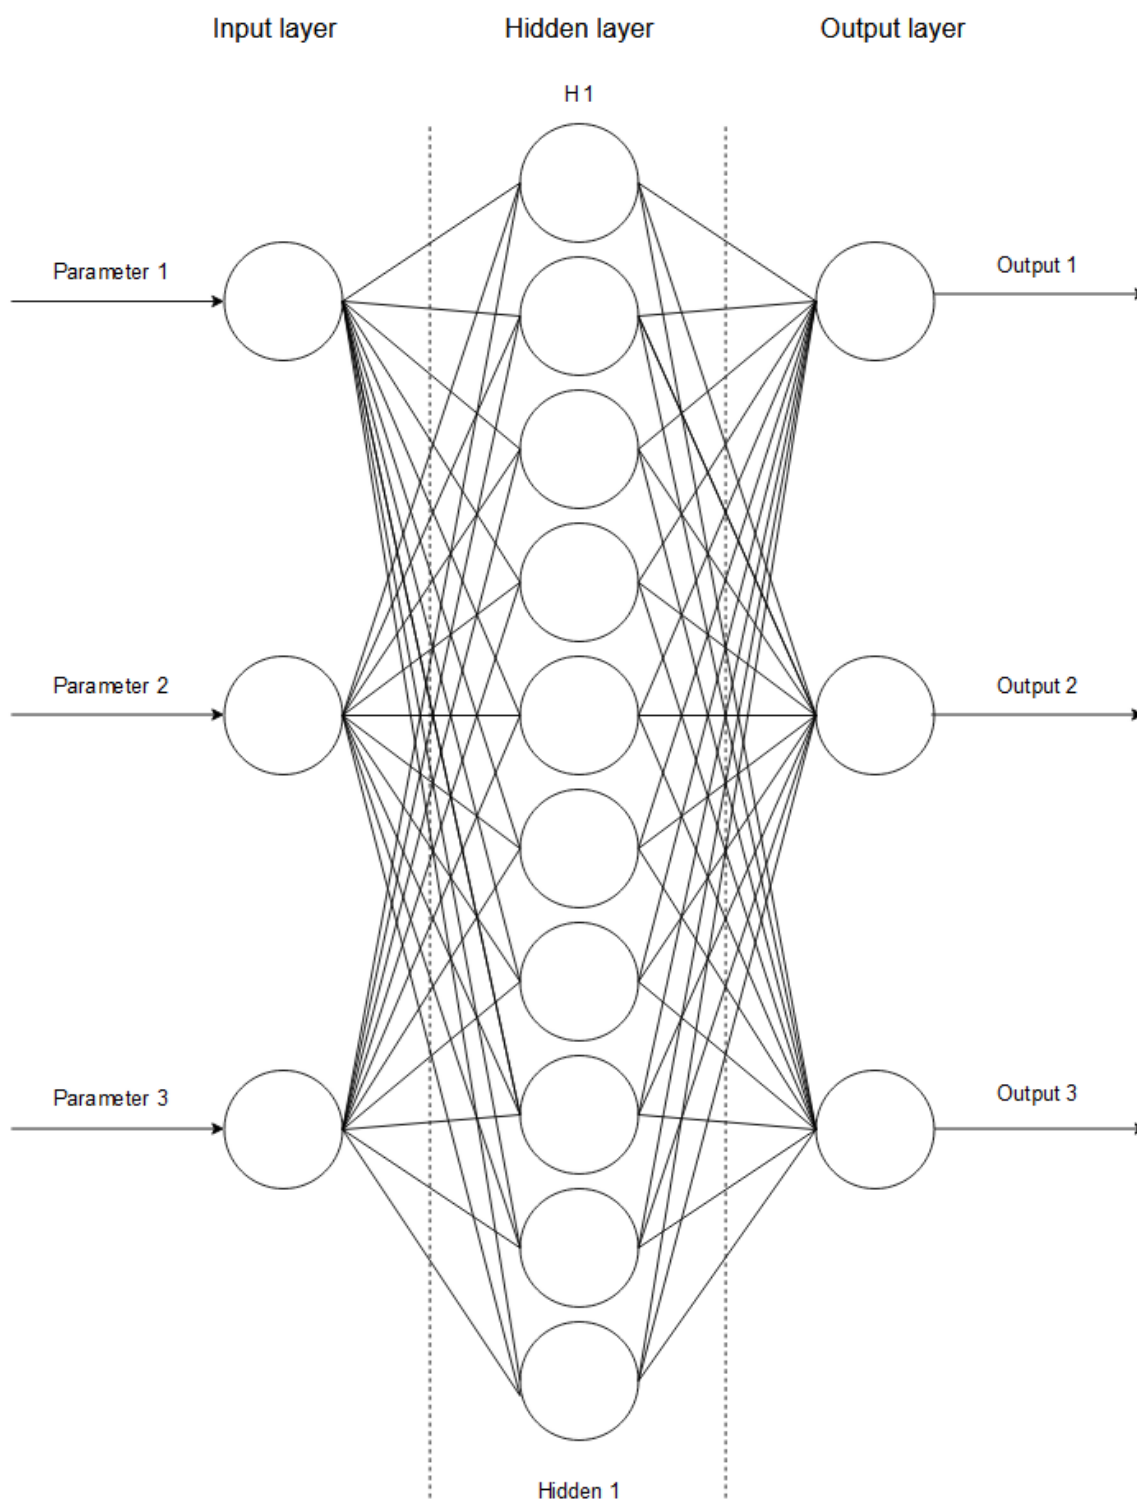 Input layer
Hidden layer
Output layer
H 1
Parameter 1
Output 1
Parameter 2
Output 2
Parameter 3
Output 3
Hidden 1